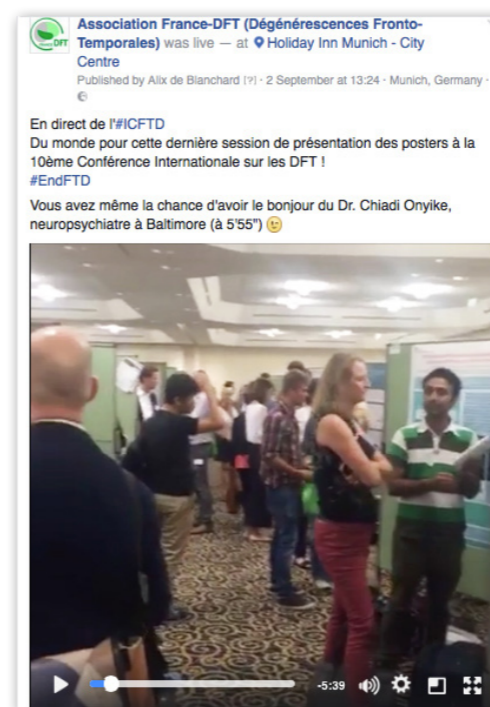 Association France-DFT (Dégénérescences Fronto-
Temporales) was live — at Holiday Inn Munich - City
Centre
Published by Alix de Blanchard [?] · 2 September at 13:24 · Munich, Germany ·
En direct de l'#ICFTD
Du monde pour cette dernière session de présentation des posters à la
10ème Conférence Internationale sur les DFT !
#EndFTD
Vous avez même la chance d'avoir le bonjour du Dr. Chiadi Onyike,
neuropsychiatre à Baltimore (à 5'55") 😉
-5:39